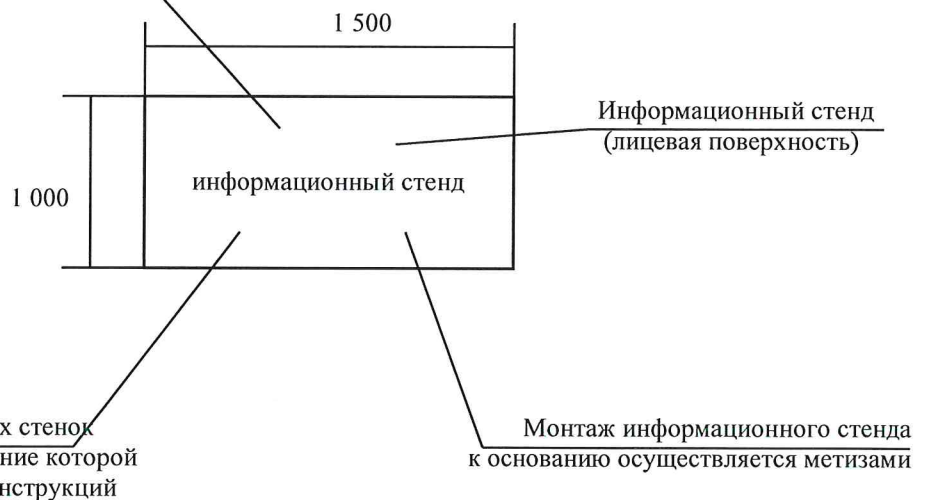 1 500
Информационный стенд
(лицевая поверхность)
информационный стенд
1 000
х стенок
ние которой
нструкций
Монтаж информационного стенда
к основанию осуществляется метизами